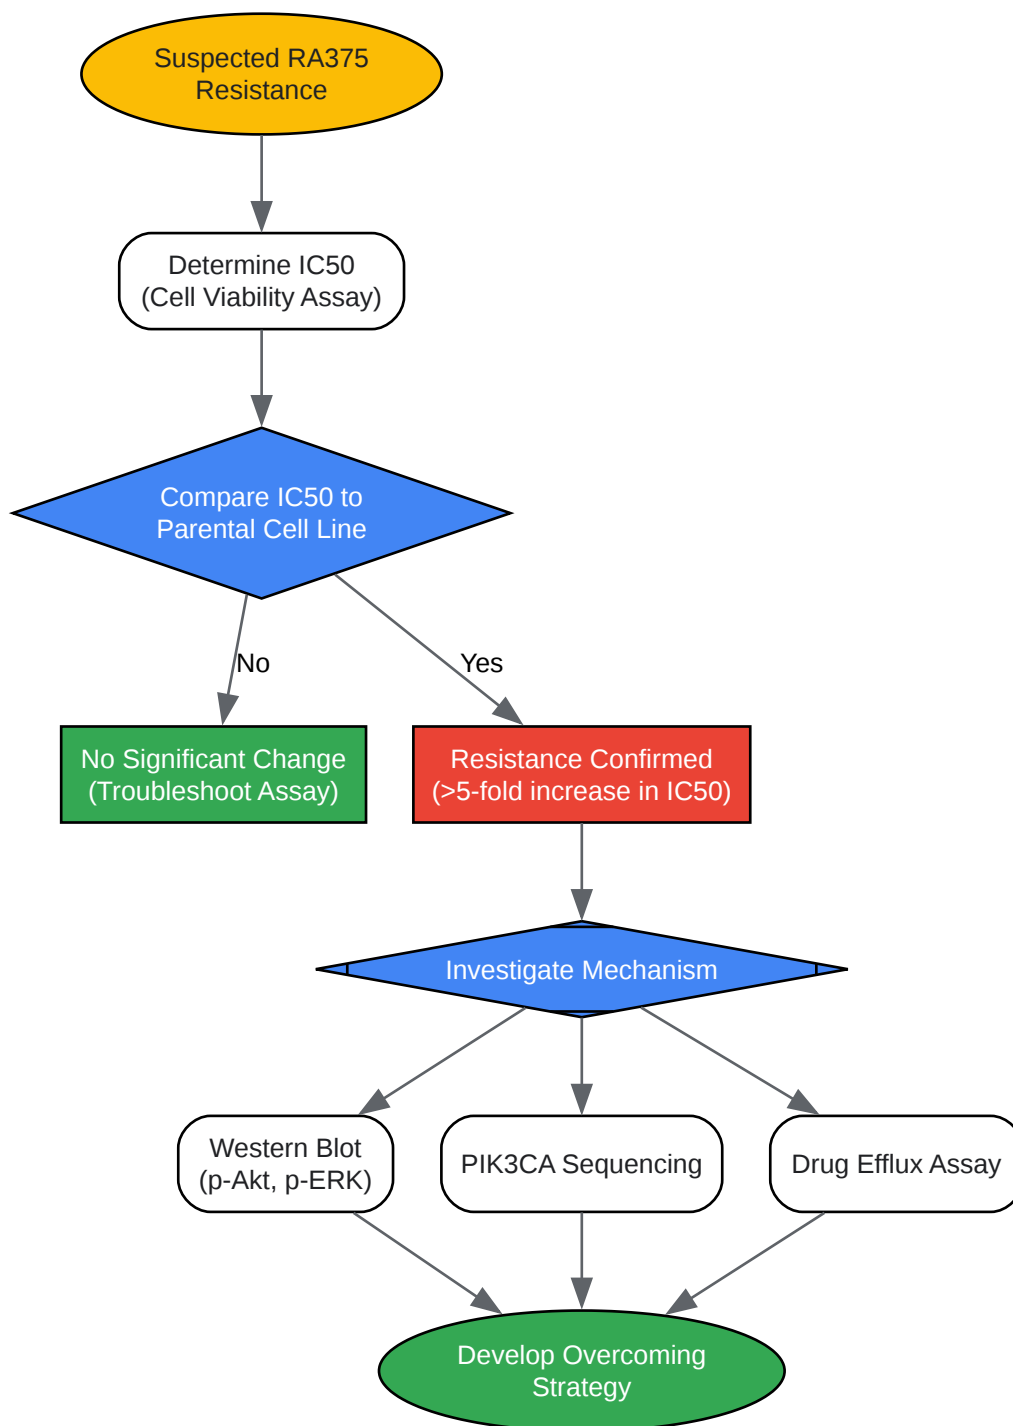 Suspected RA375
Resistance
Determine IC50
(Cell Viability Assay)
Compare IC50 to
Parental Cell Line
No
Yes
No Significant Change
(Troubleshoot Assay)
Resistance Confirmed
(>5-fold increase in IC50)
Investigate Mechanism
Western Blot
(p-Akt, p-ERK)
PIK3CA Sequencing
Drug Efflux Assay
Develop Overcoming
Strategy